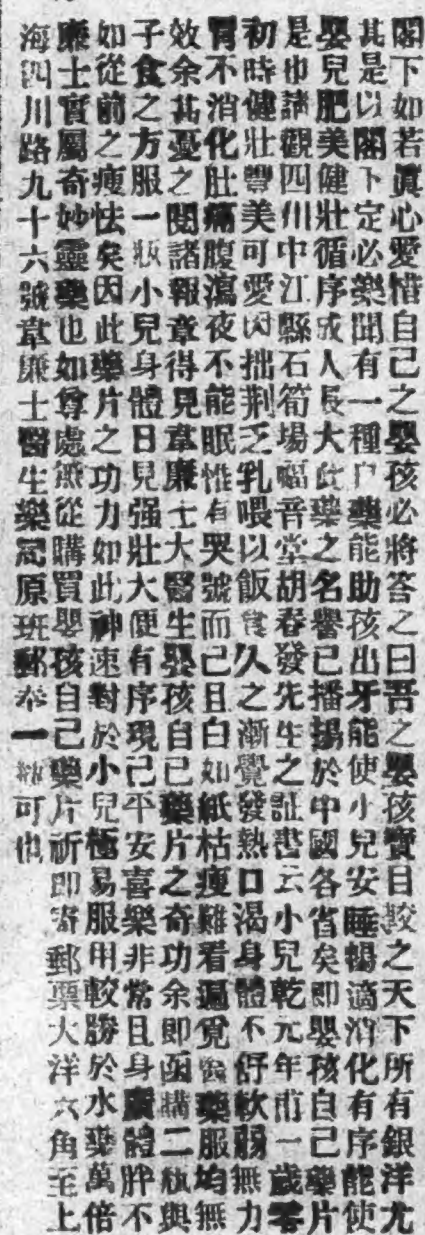 閣下如若眞心愛惜自己之嬰孩必將答之曰吾之嬰孩寶貝較之天下所有銀洋尤
其是以閣下定必樂聞有一種藥能助孩出牙能使小兒安睡暢適消化有序能使
嬰兒肥美健壯循序成人長大此藥之名譽已播揚於中國各省矣卽嬰孩自己藥片
是也請觀四川中江縣石筍場福音堂胡春發先生之証書云小兒乾元年甫一歲零
初時健壯豐美可愛因拙荆乏乳喂以飯食久之漸覺發熱口渴身體不舒軟弱無力
胃不消化肚痛腹瀉夜不能眠惟有哭號而已且白如紙枯瘦難看遍覓藥服均無
效余甚憂之閱諸報章得見韋廉士大醫生嬰孩自己藥片之奇功余即函購二瓶與
子食之方服一瓶小兒身體日見强壯大便有序現已平安喜樂非常且身廣體胖不
如從前之瘦怯矣因此藥片之功力如此神速對於小兒極易服用較勝於水藥萬倍
廉士實屬奇妙靈藥也如尊處無從購買嬰孩自己藥片祈即寄郵票大洋六角至上
海四川路九十六號韋廉士醫生藥局原班郵奉一瓶可也